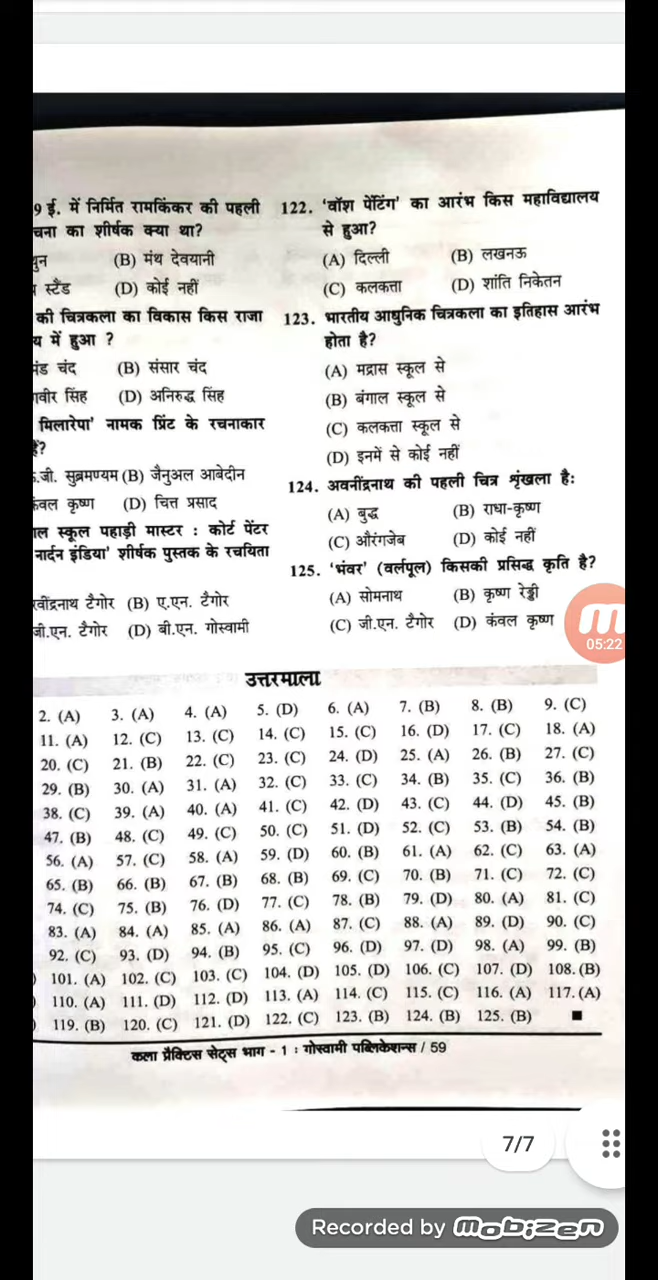 9 ई. में निर्मित रामकिंकर की पहली
चना का शीर्षक क्या था?
(B) मंथ देवयानी
स्टैंड (D) कोई नहीं
की चित्रकला का विकास किस राजा
य में हुआ ?
चंद (B) संसार चंद
सिंह (D) अनिरुद्ध सिंह
मिलारेपा' नामक प्रिंट के रचनाकार
हैं?
.जी. सुब्रमण्यम (B) जैनुअल आबेदीन
कंवल कृष्ण (D) चित्त प्रसाद
ाल स्कूल पहाड़ी मास्टर : कोर्ट पेंटर
नार्दन इंडिया' शीर्षक पुस्तक के रचयिता
रवींद्रनाथ टैगोर (B) ए.एन. टैगोर
जी.एन. टैगोर (D) बी.एन. गोस्वामी
122. 'वॉश पेंटिंग' का आरंभ किस महाविद्यालय
से हुआ?
(A) दिल्ली (B) लखनऊ
(C) कलकत्ता (D) शांति निकेतन
123. भारतीय आधुनिक चित्रकला का इतिहास आरंभ
होता है?
(A) मद्रास स्कूल से
(B) बंगाल स्कूल से
(C) कलकत्ता स्कूल से
(D) इनमें से कोई नहीं
124. अवनींद्रनाथ की पहली चित्र श्रृंखला है:
(A) बुद्ध (B) राधा-कृष्ण
(C) औरंगजेब (D) कोई नहीं
125. 'भंवर' (वर्लपूल) किसकी प्रसिद्ध कृति है?
(A) सोमनाथ (B) कृष्ण रेड्डी
(C) जी.एन. टैगोर (D) कंवल कृष्ण
05:22
उत्तरमाला
2. (A) 3. (A) 4. (A) 5. (D) 6. (A) 7. (B) 8. (B) 9. (C)
11. (A) 12. (C) 13. (C) 14. (C) 15. (C) 16. (D) 17. (C) 18. (A)
20. (C) 21. (B) 22. (C) 23. (C) 24. (D) 25. (A) 26. (B) 27. (C)
29. (B) 30. (A) 31. (A) 32. (C) 33. (C) 34. (B) 35. (C) 36. (B)
38. (C) 39. (A) 40. (A) 41. (C) 42. (D) 43. (C) 44. (D) 45. (B)
47. (B) 48. (C) 49. (C) 50. (C) 51. (D) 52. (C) 53. (B) 54. (B)
56. (A) 57. (C) 58. (A) 59. (D) 60. (B) 61. (A) 62. (C) 63. (A)
65. (B) 66. (B) 67. (B) 68. (B) 69. (C) 70. (B) 71. (C) 72. (C)
74. (C) 75. (B) 76. (D) 77. (C) 78. (B) 79. (D) 80. (A) 81. (C)
83. (A) 84. (A) 85. (A) 86. (A) 87. (C) 88. (A) 89. (D) 90. (C)
92. (C) 93. (D) 94. (B) 95. (C) 96. (D) 97. (D) 98. (A) 99. (B)
) 101. (A) 102. (C) 103. (C) 104. (D) 105. (D) 106. (C) 107. (D) 108. (B)
) 110. (A) 111. (D) 112. (D) 113. (A) 114. (C) 115. (C) 116. (A) 117. (A)
) 119. (B) 120. (C) 121. (D) 122. (C) 123. (B) 124. (B) 125. (B)
कला प्रैक्टिस सेट्स भाग - 1 : गोस्वामी पब्लिकेशन्स / 59
7/7
Recorded by mobizen